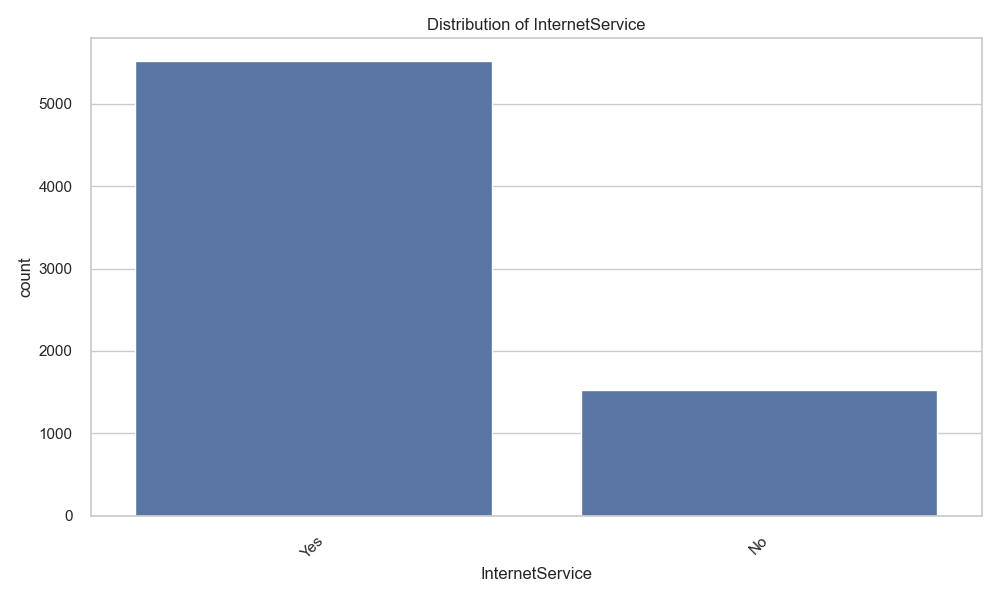 Distribution of InternetService
count
5000
4000
3000
2000
1000
0
Yes
No
InternetService